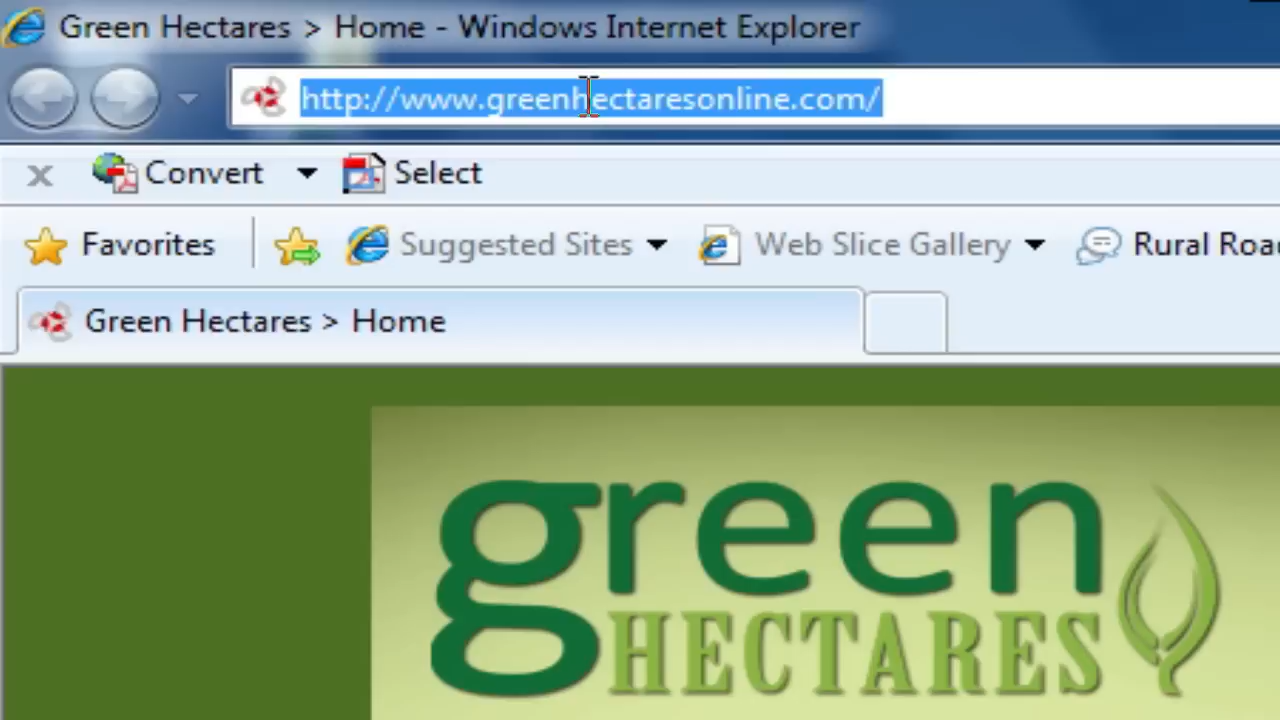 Green Hectares > Home - Windows Internet Explorer
http://www.greenhectaresonline.com/
Convert Select
Favorites Suggested Sites Web Slice Gallery Rural
Green Hectares > Home
green
HECTARES